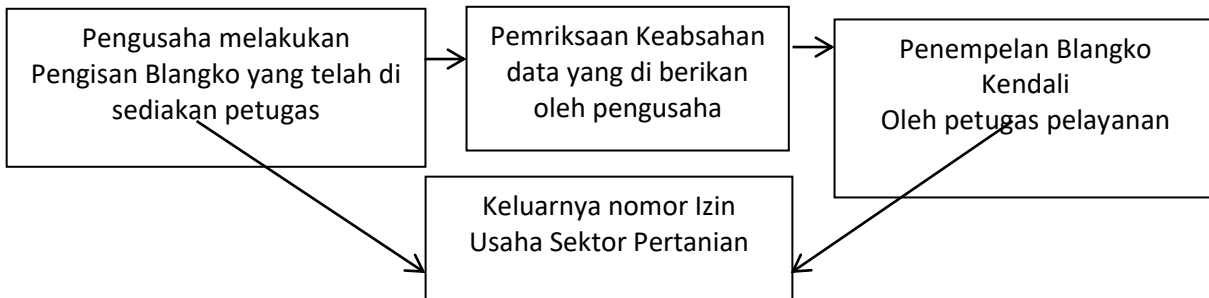 Pengusaha melakukan
Pengisan Blangko yang telah di
sediakan petugas
Pemriksaan Keabsahan
data yang di berikan
oleh pengusaha
Penempelan Blangko
Kendali
Oleh petugas pelayanan
Keluarnya nomor Izin
Usaha Sektor Pertanian